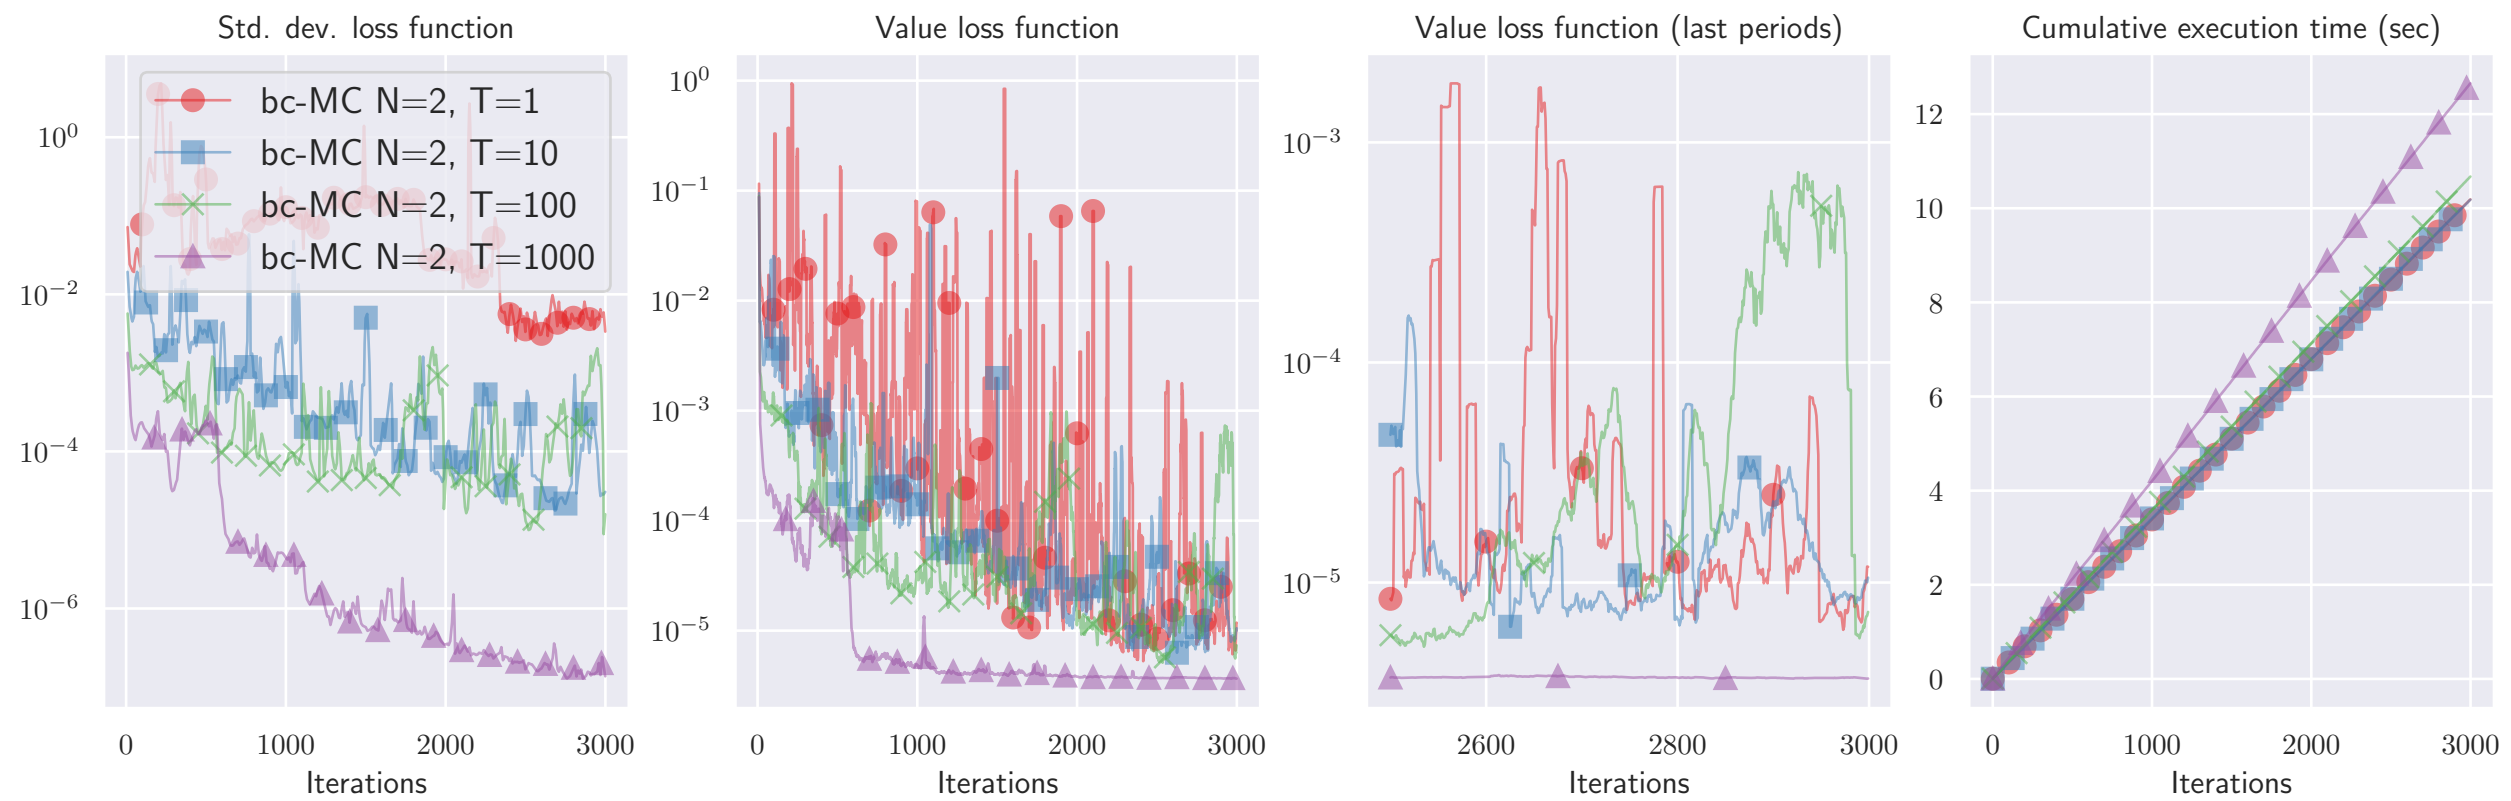 Std. dev. loss function
bc-MC N=2, T=1
bc-MC N=2, T=10
bc-MC N=2, T=100
bc-MC N=2, T=1000
10^0
10^-2
10^-4
10^-6
0 1000 2000 3000
Iterations
Value loss function
10^0
10^-1
10^-2
10^-3
10^-4
10^-5
0 1000 2000 3000
Iterations
Value loss function (last periods)
10^-3
10^-4
10^-5
2600 2800 3000
Iterations
Cumulative execution time (sec)
12
10
8
6
4
2
0
0 1000 2000 3000
Iterations